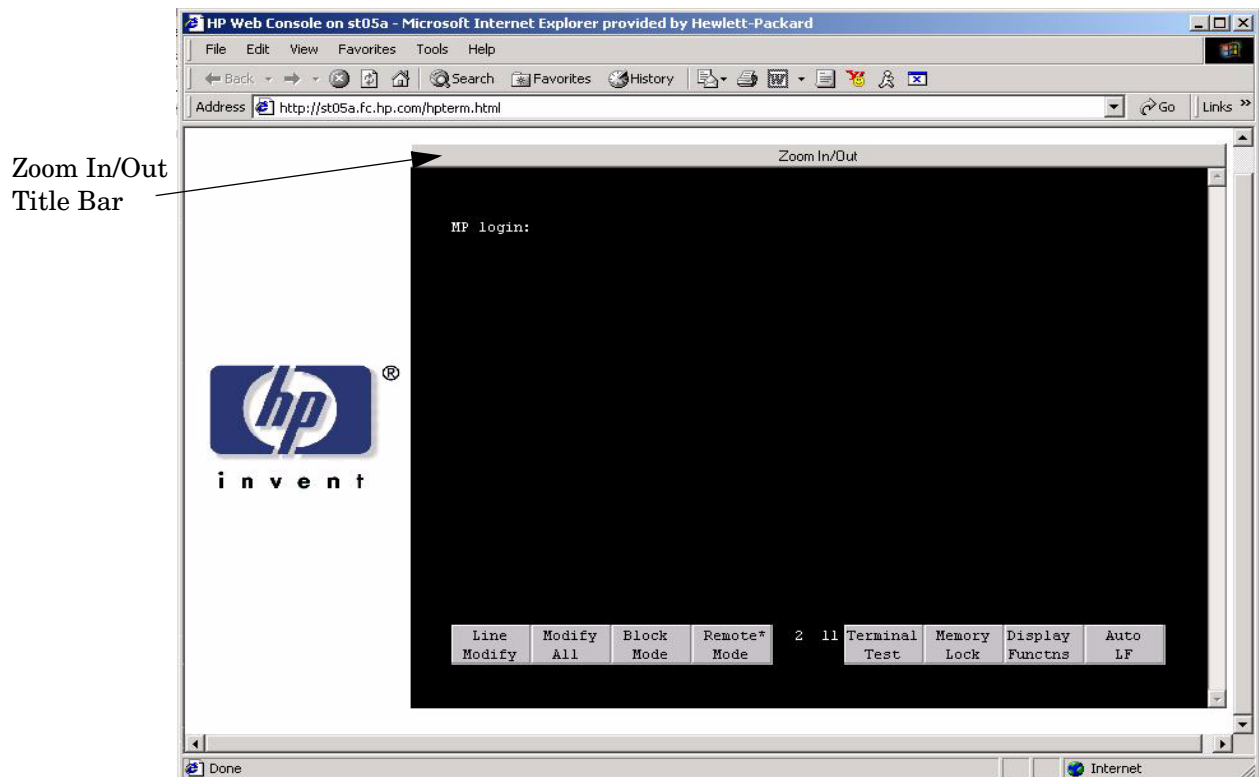 HP Web Console on st05a - Microsoft Internet Explorer provided by Hewlett-Packard
File Edit View Favorites Tools Help
Back Search Favorites History
Address http://st05a.fc.hp.com/hpterm.html Go Links »
Zoom In/Out
Title Bar
Zoom In/Out
MP login:
hp ®
invent
Line Modify Block Remote* 2 11 Terminal Memory Display Auto
Modify All Mode Mode Test Lock Functns LF
Done Internet